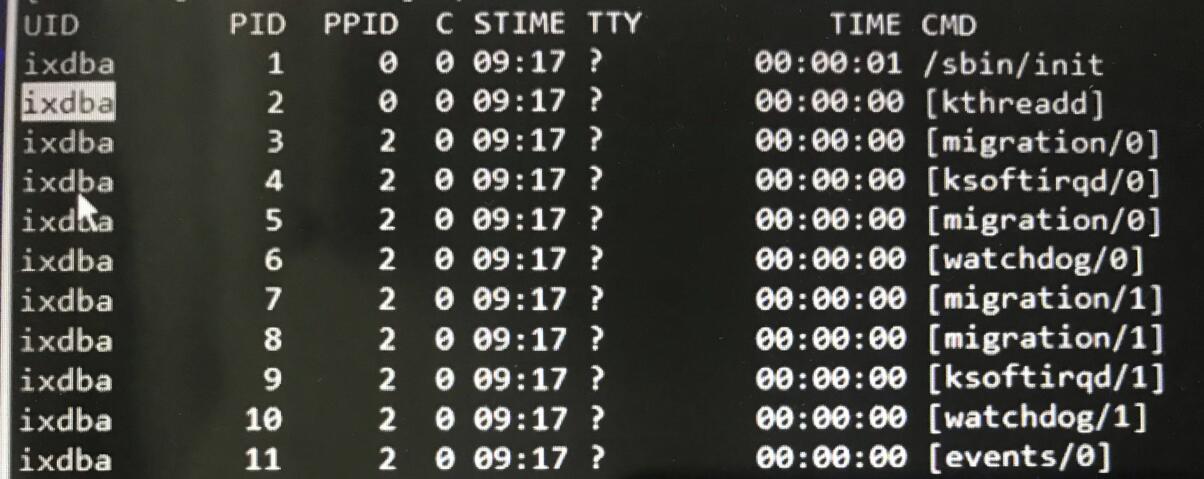 UID PID PPID C STIME TTY TIME CMD
ixdba 1 0 0 09:17 ? 00:00:01 /sbin/init
ixdba 2 0 0 09:17 ? 00:00:00 [kthreadd]
ixdba 3 2 0 09:17 ? 00:00:00 [migration/0]
ixdba 4 2 0 09:17 ? 00:00:00 [ksoftirqd/0]
ixdba 5 2 0 09:17 ? 00:00:00 [migration/0]
ixdba 6 2 0 09:17 ? 00:00:00 [watchdog/0]
ixdba 7 2 0 09:17 ? 00:00:00 [migration/1]
ixdba 8 2 0 09:17 ? 00:00:00 [migration/1]
ixdba 9 2 0 09:17 ? 00:00:00 [ksoftirqd/1]
ixdba 10 2 0 09:17 ? 00:00:00 [watchdog/1]
ixdba 11 2 0 09:17 ? 00:00:00 [events/0]